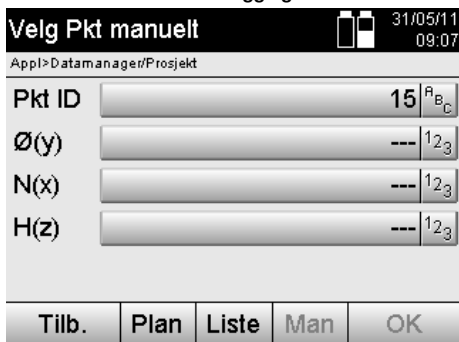 Velg Pkt manuelt 31/05/11
09:07
Appl>Datamanager/Prosjekt
Pkt ID 15 ABC
Ø(y) --- 123
N(x) --- 123
H(z) --- 123
Tilb. Plan Liste Man OK